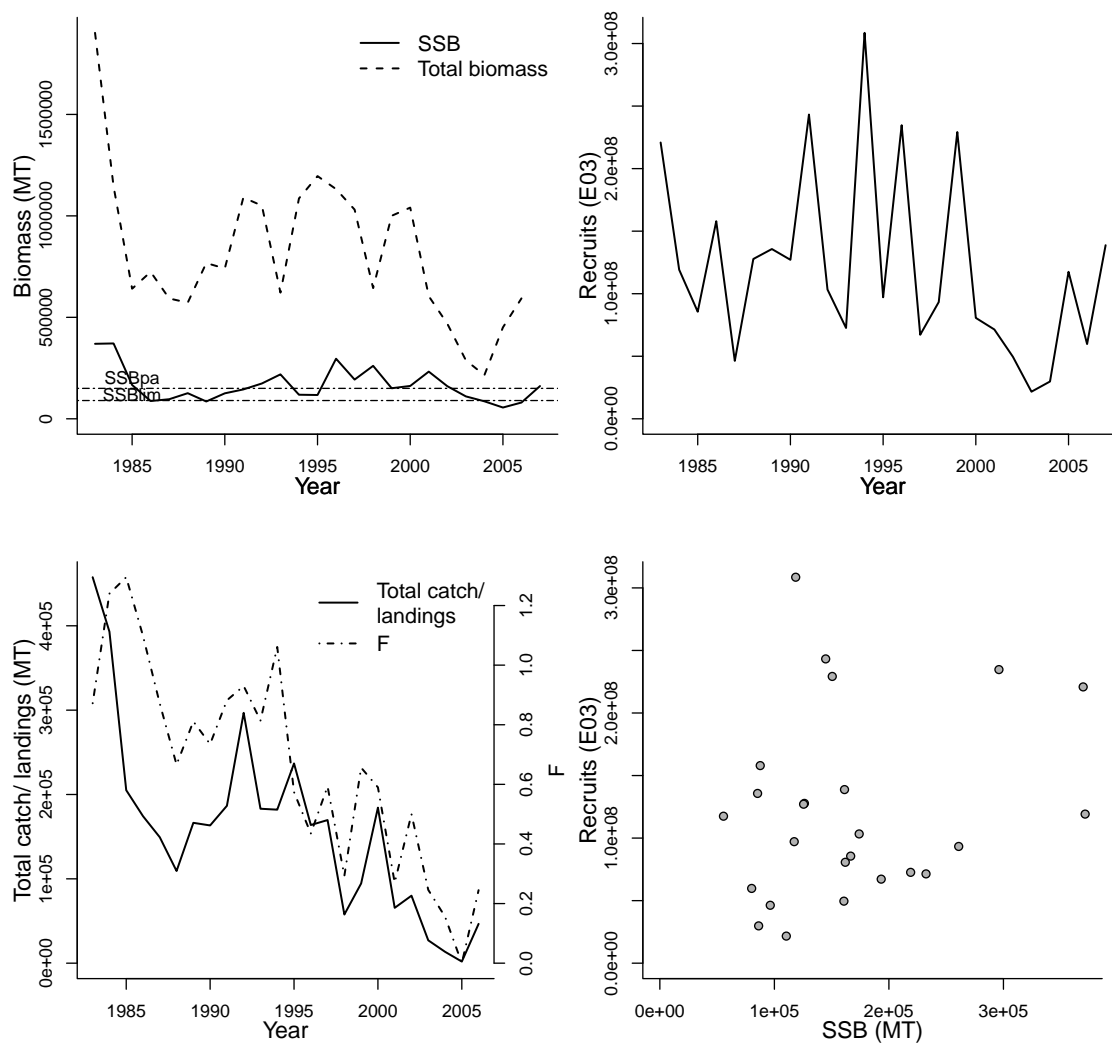 SSB
Total biomass
Biomass (MT)
0
500000
1000000
1500000
SSBpa
SSBlim
1985
1990
1995
2000
2005
Year
Recruits (E03)
0.0e+00
1.0e+08
2.0e+08
3.0e+08
1985
1990
1995
2000
2005
Year
Total catch/
landings
F
Total catch/ landings (MT)
0e+00
1e+05
2e+05
3e+05
4e+05
0.0
0.2
0.4
0.6
0.8
1.0
1.2
F
1985
1990
1995
2000
2005
Year
Recruits (E03)
0.0e+00
1.0e+08
2.0e+08
3.0e+08
0e+00
1e+05
2e+05
3e+05
SSB (MT)